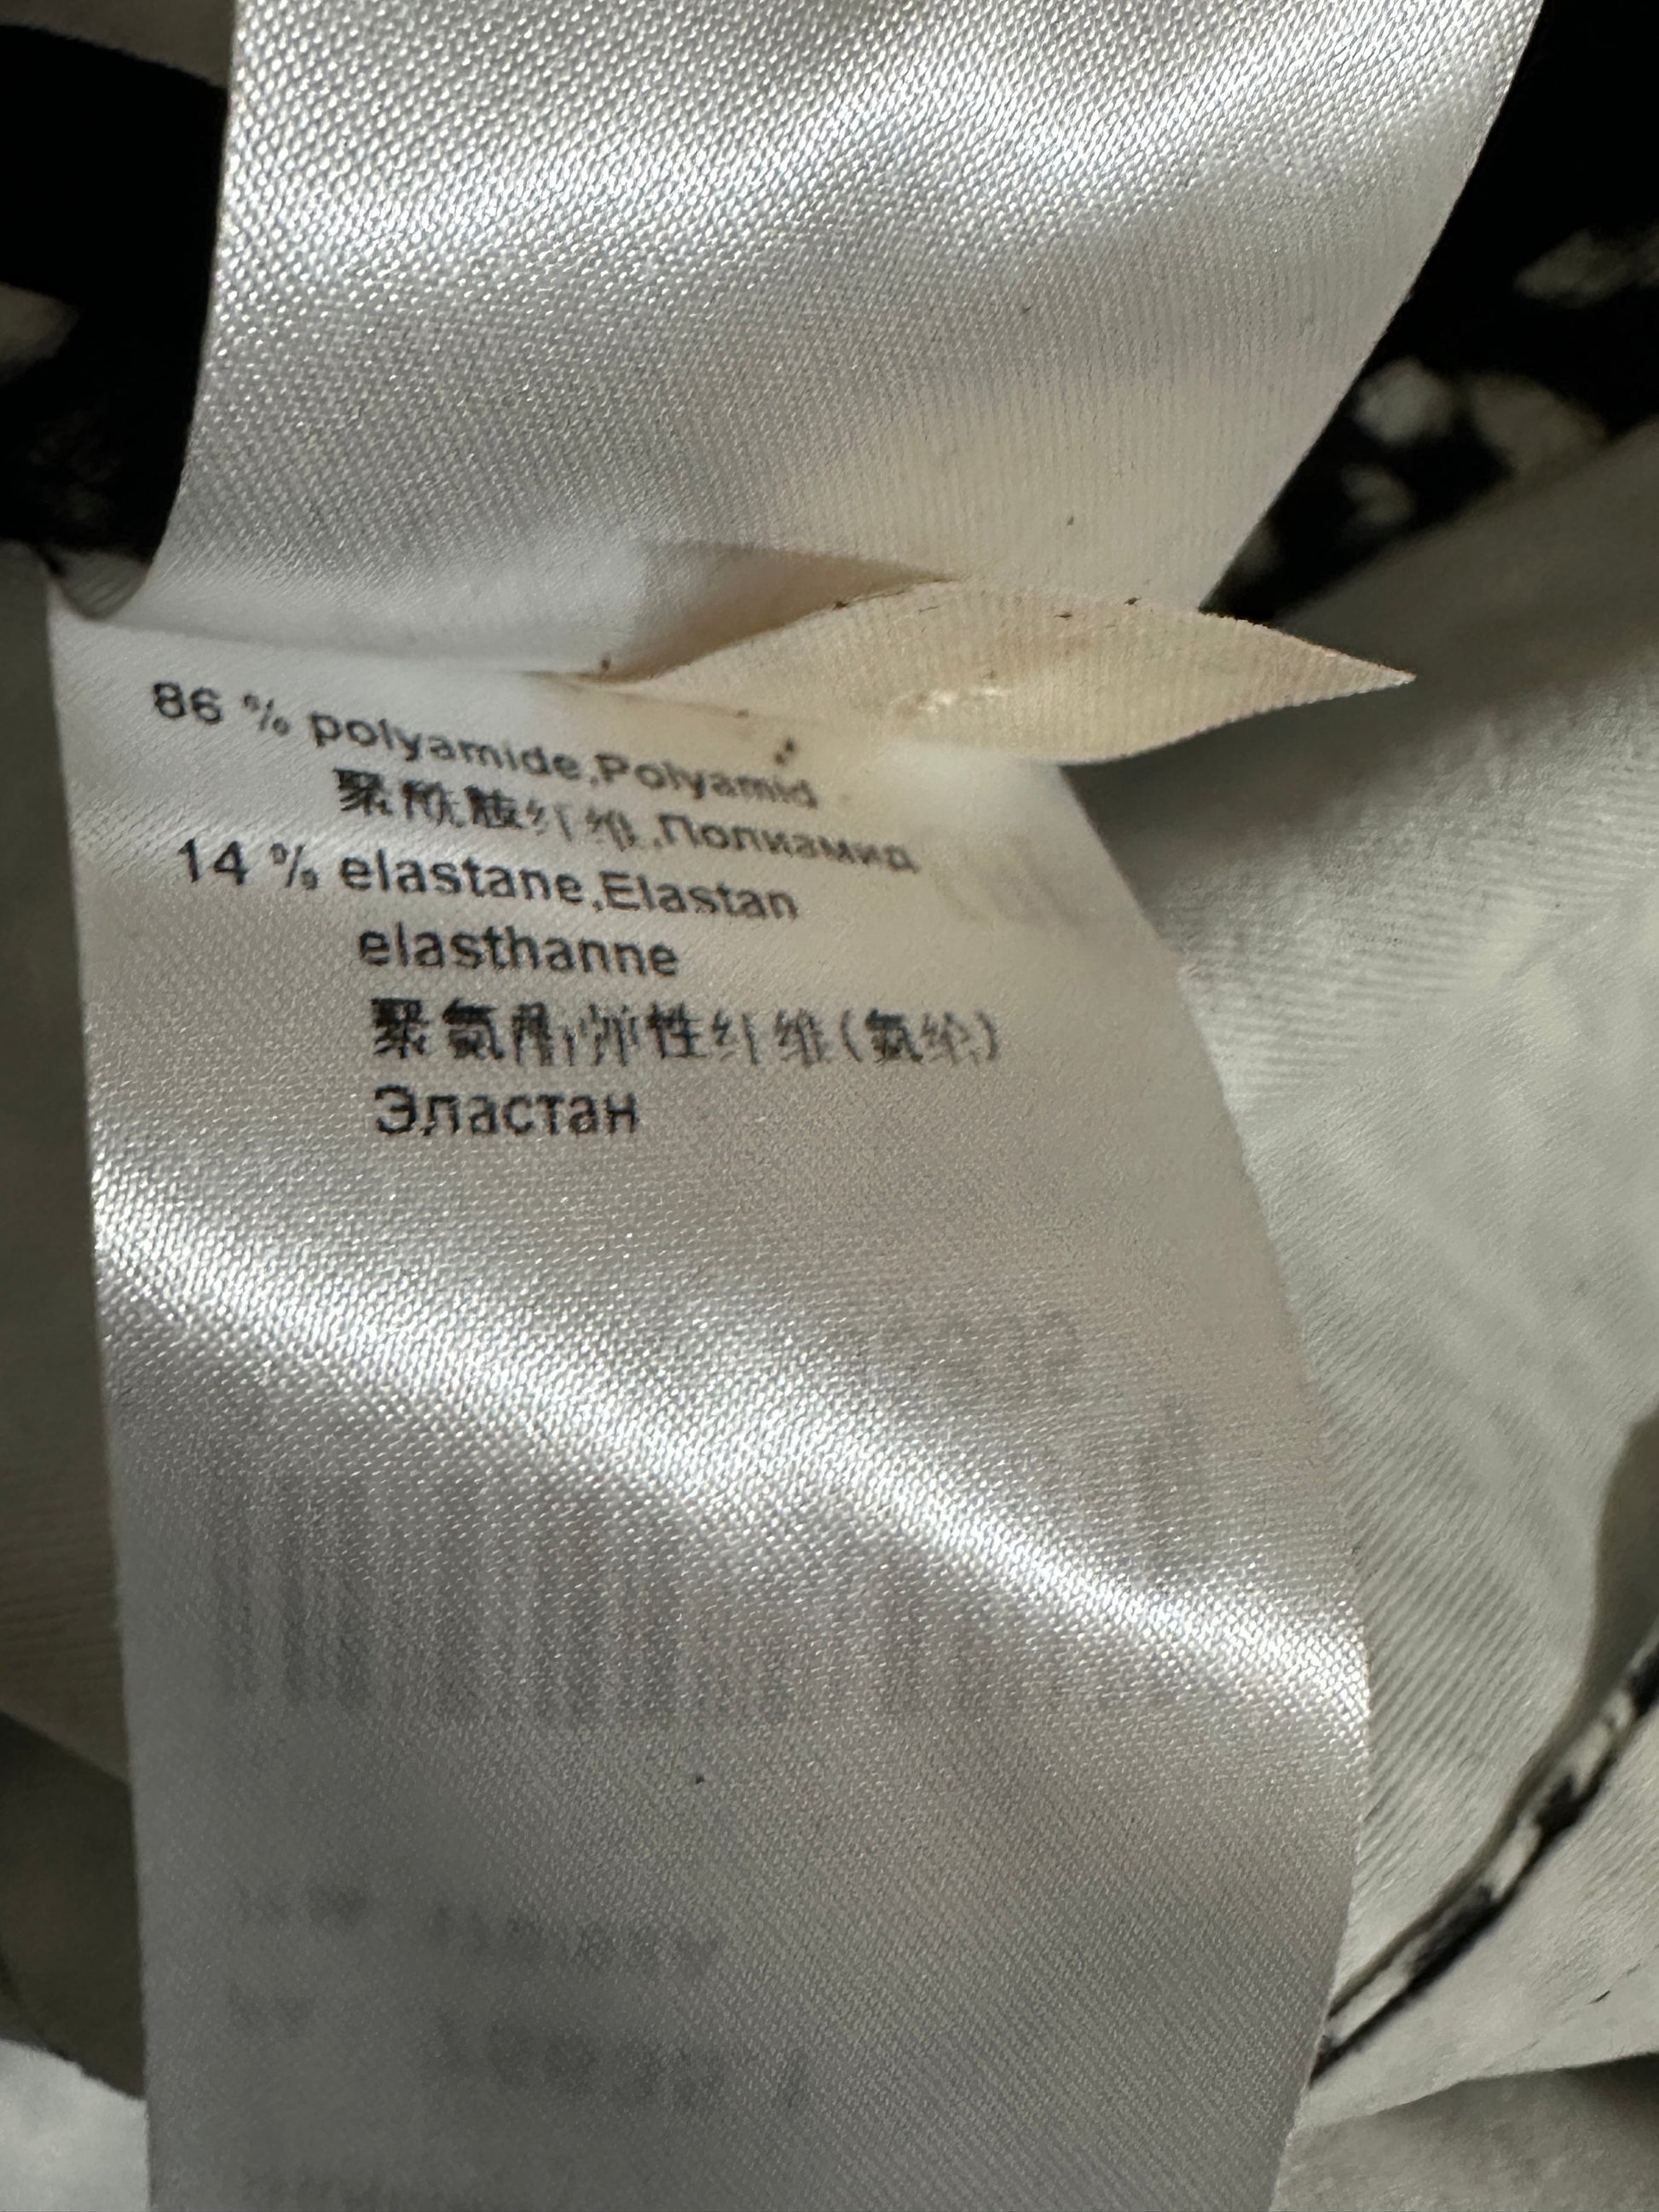 86 % polyamide,Polyamid
聚酰胺纤维,Полиамид
14 % elastane,Elastan
elasthanne
聚氨酯弹性纤维(氨纶)
Эластан